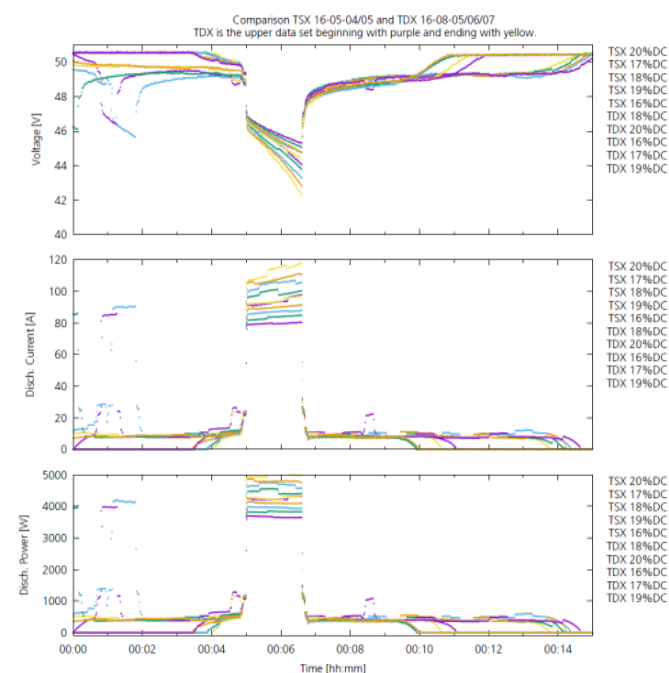 Comparison TSX 16-05-04/05 and TDX 16-08-05/06/07
TDX is the upper data set beginning with purple and ending with yellow.
Voltage [V]
50
48
46
44
42
40
TSX 20%DC
TSX 17%DC
TSX 18%DC
TSX 19%DC
TSX 16%DC
TDX 18%DC
TDX 20%DC
TDX 16%DC
TDX 17%DC
TDX 19%DC
Disch. Current [A]
120
100
80
60
40
20
0
TSX 20%DC
TSX 17%DC
TSX 18%DC
TSX 19%DC
TSX 16%DC
TDX 18%DC
TDX 20%DC
TDX 16%DC
TDX 17%DC
TDX 19%DC
Disch. Power [W]
5000
4000
3000
2000
1000
0
TSX 20%DC
TSX 17%DC
TSX 18%DC
TSX 19%DC
TSX 16%DC
TDX 18%DC
TDX 20%DC
TDX 16%DC
TDX 17%DC
TDX 19%DC
00:00 00:02 00:04 00:06 00:08 00:10 00:12 00:14
Time [hh:mm]